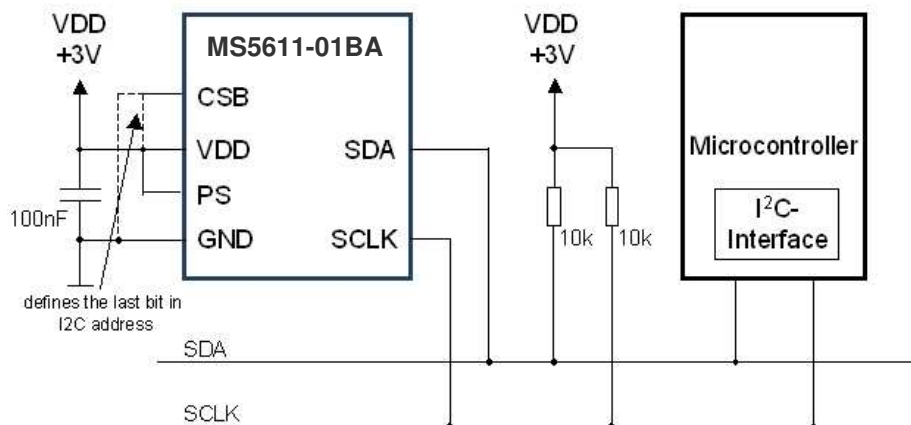 VDD
+3V
MS5611-01BA
CSB
VDD
PS
GND
SDA
SCLK
100nF
defines the last bit in
I2C address
VDD
+3V
10k
10k
Microcontroller
I²C-
Interface
SDA
SCLK